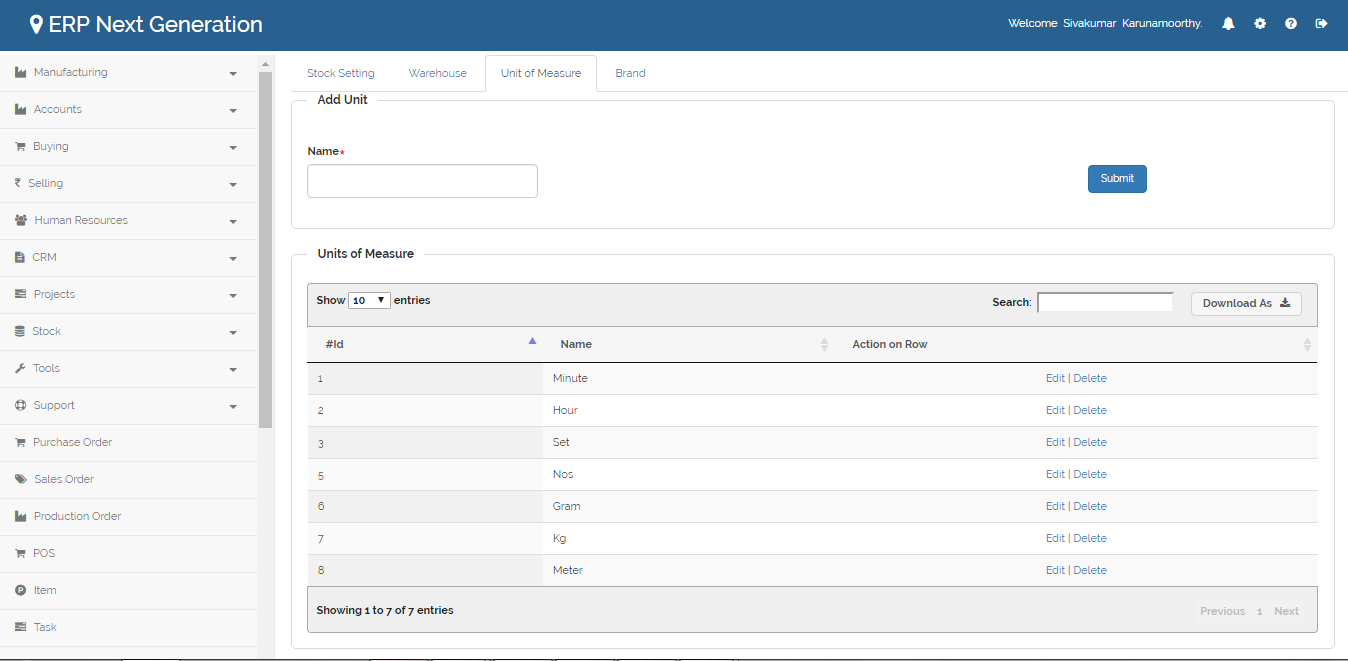 ERP Next Generation
Welcome Sivakumar Karunamoorthy.
Manufacturing
Accounts
Buying
Selling
Human Resources
CRM
Projects
Stock
Tools
Support
Purchase Order
Sales Order
Production Order
POS
Item
Task
Stock Setting Warehouse Unit of Measure Brand
Add Unit
Name*
Submit
Units of Measure
Show 10 entries
Search:
Download As
#Id Name Action on Row
1 Minute Edit | Delete
2 Hour Edit | Delete
3 Set Edit | Delete
5 Nos Edit | Delete
6 Gram Edit | Delete
7 Kg Edit | Delete
8 Meter Edit | Delete
Showing 1 to 7 of 7 entries
Previous 1 Next